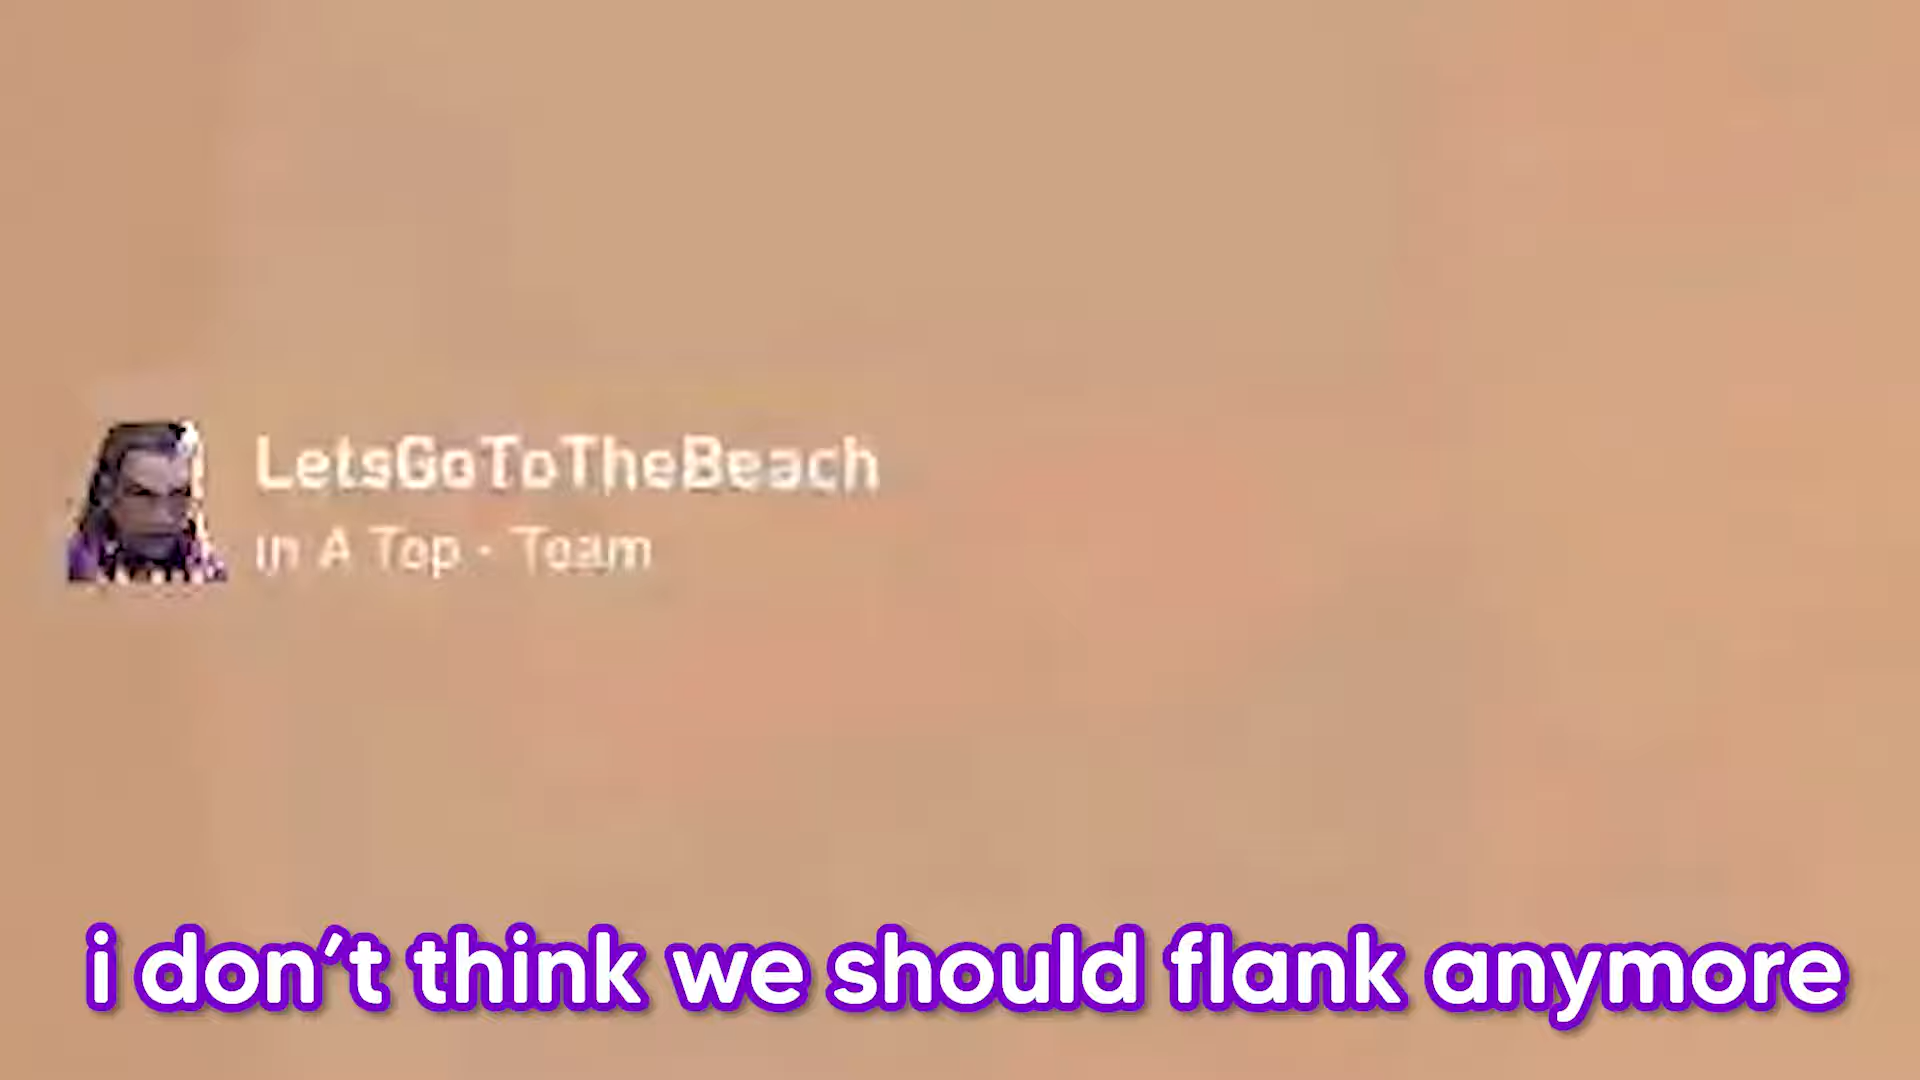 LetsGoToTheBeach
in A Top - Team
i don't think we should flank anymore